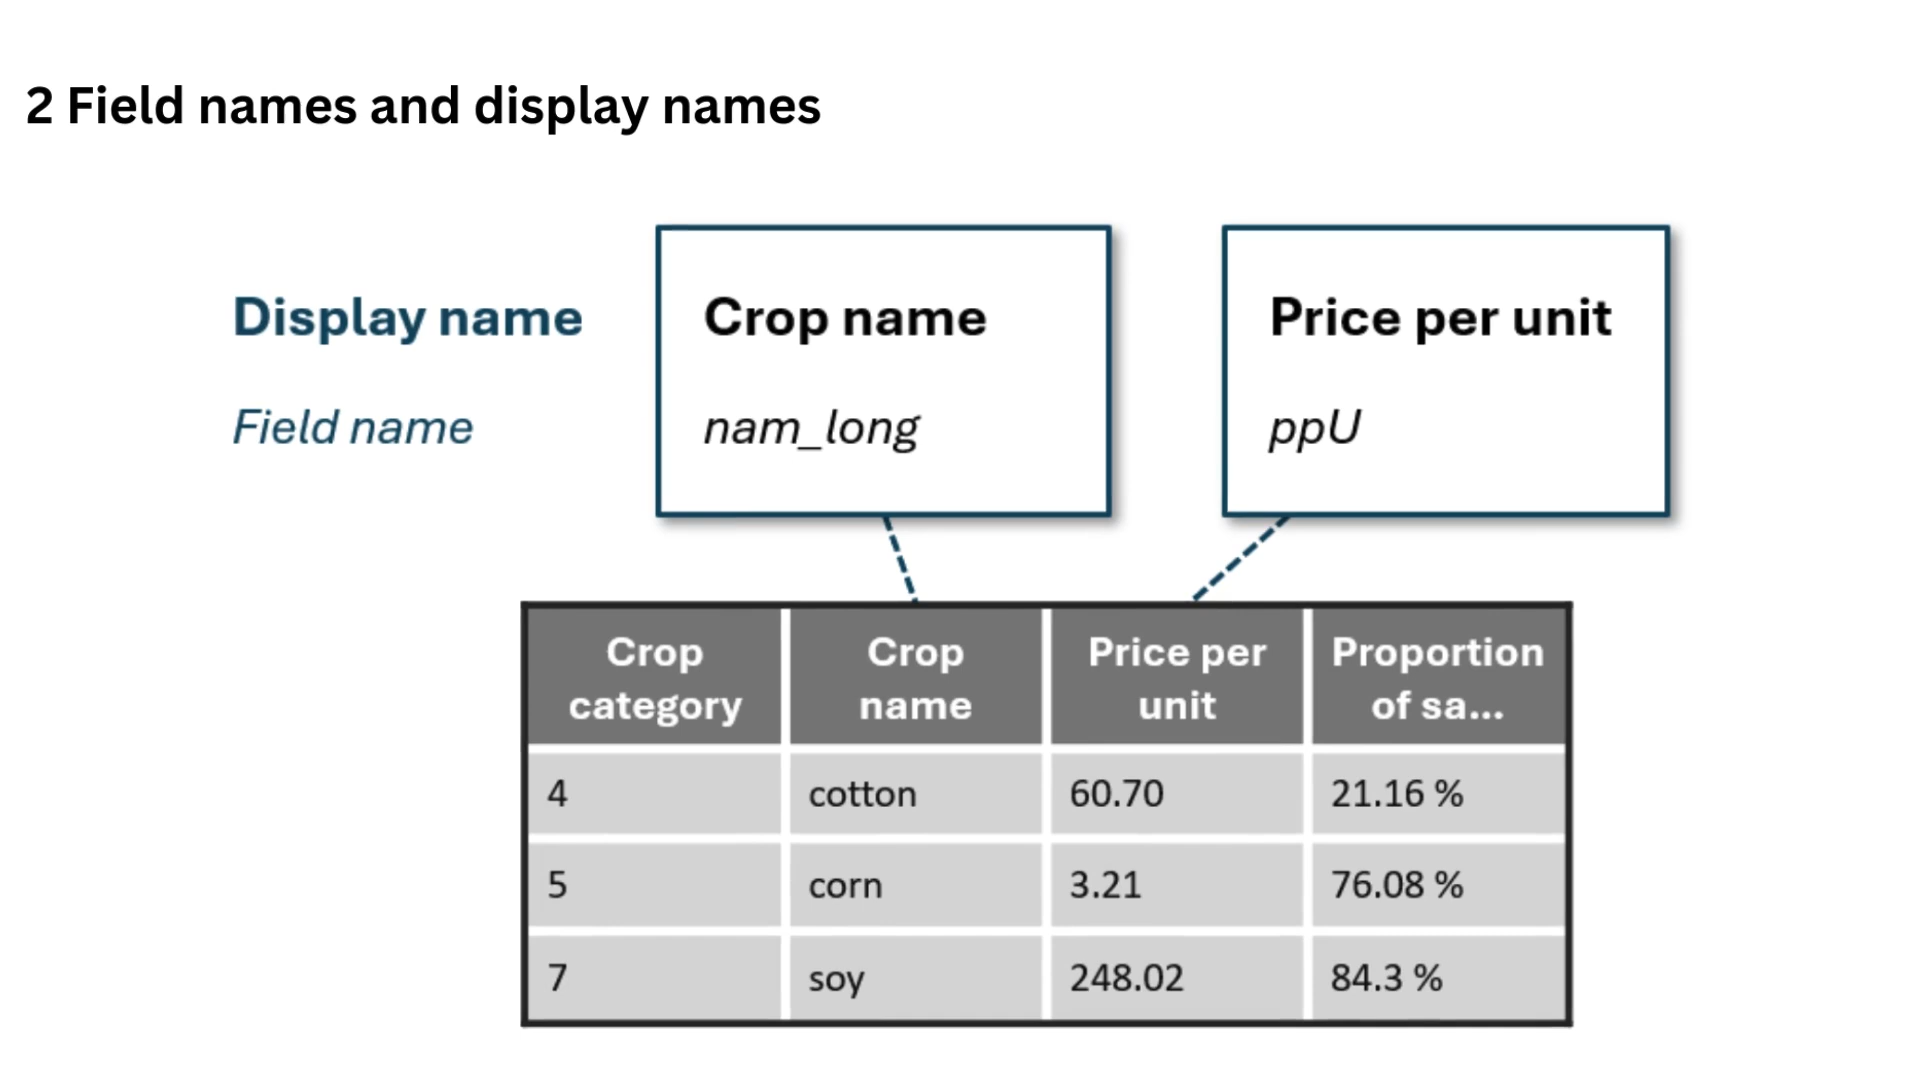 2 Field names and display names
Display name
Crop name
Price per unit
Field name
nam_long
ppU
Crop category
Crop name
Price per unit
Proportion of sa...
4
cotton
60.70
21.16 %
5
corn
3.21
76.08 %
7
soy
248.02
84.3 %